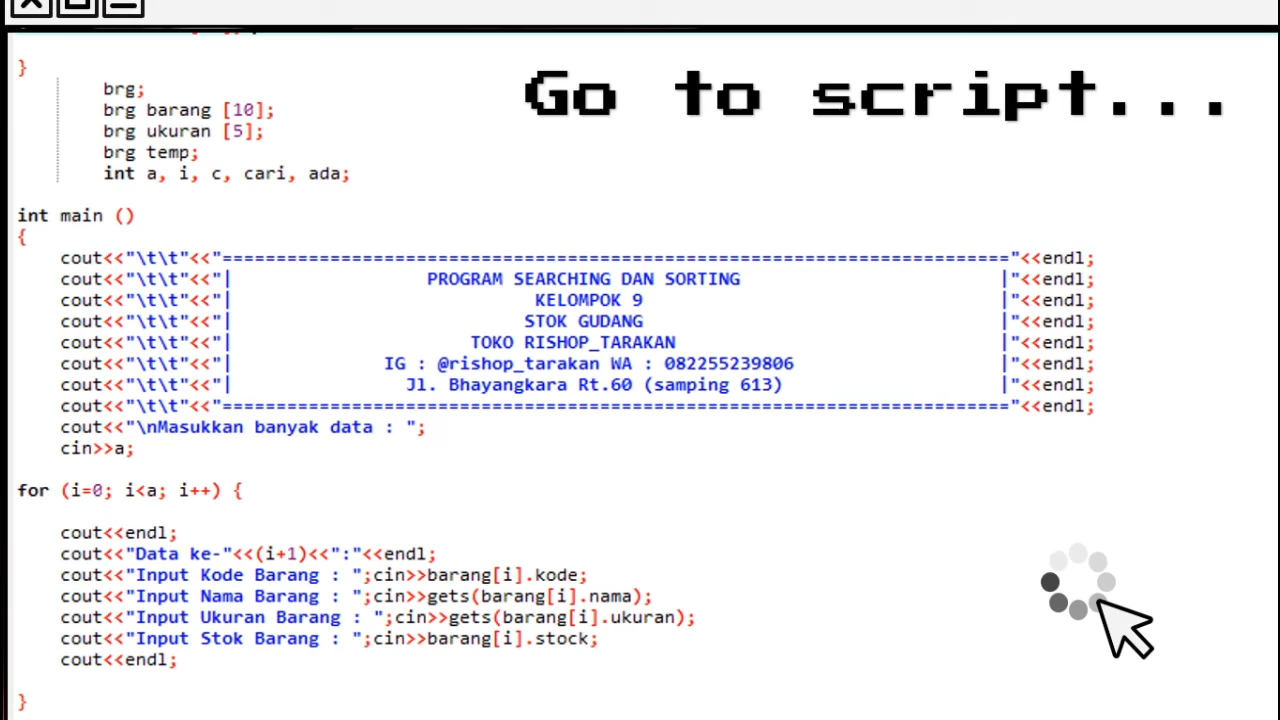 Go to script...
}
brg;
brg barang [10];
brg ukuran [5];
brg temp;
int a, i, c, cari, ada;
int main ()
{
cout<<"\t\t"<<"========================================================================="<<endl;
cout<<"\t\t"<<"| PROGRAM SEARCHING DAN SORTING |"<<endl;
cout<<"\t\t"<<"| KELOMPOK 9 |"<<endl;
cout<<"\t\t"<<"| STOK GUDANG |"<<endl;
cout<<"\t\t"<<"| TOKO RISHOP_TARAKAN |"<<endl;
cout<<"\t\t"<<"| IG : @rishop_tarakan WA : 082255239806 |"<<endl;
cout<<"\t\t"<<"| Jl. Bhayangkara Rt.60 (samping 613) |"<<endl;
cout<<"\t\t"<<"========================================================================="<<endl;
cout<<"\nMasukkan banyak data : ";
cin>>a;
for (i=0; i<a; i++) {
cout<<endl;
cout<<"Data ke-"<<(i+1)<<":"<<endl;
cout<<"Input Kode Barang : ";cin>>barang[i].kode;
cout<<"Input Nama Barang : ";cin>>gets(barang[i].nama);
cout<<"Input Ukuran Barang : ";cin>>gets(barang[i].ukuran);
cout<<"Input Stok Barang : ";cin>>barang[i].stock;
cout<<endl;
}